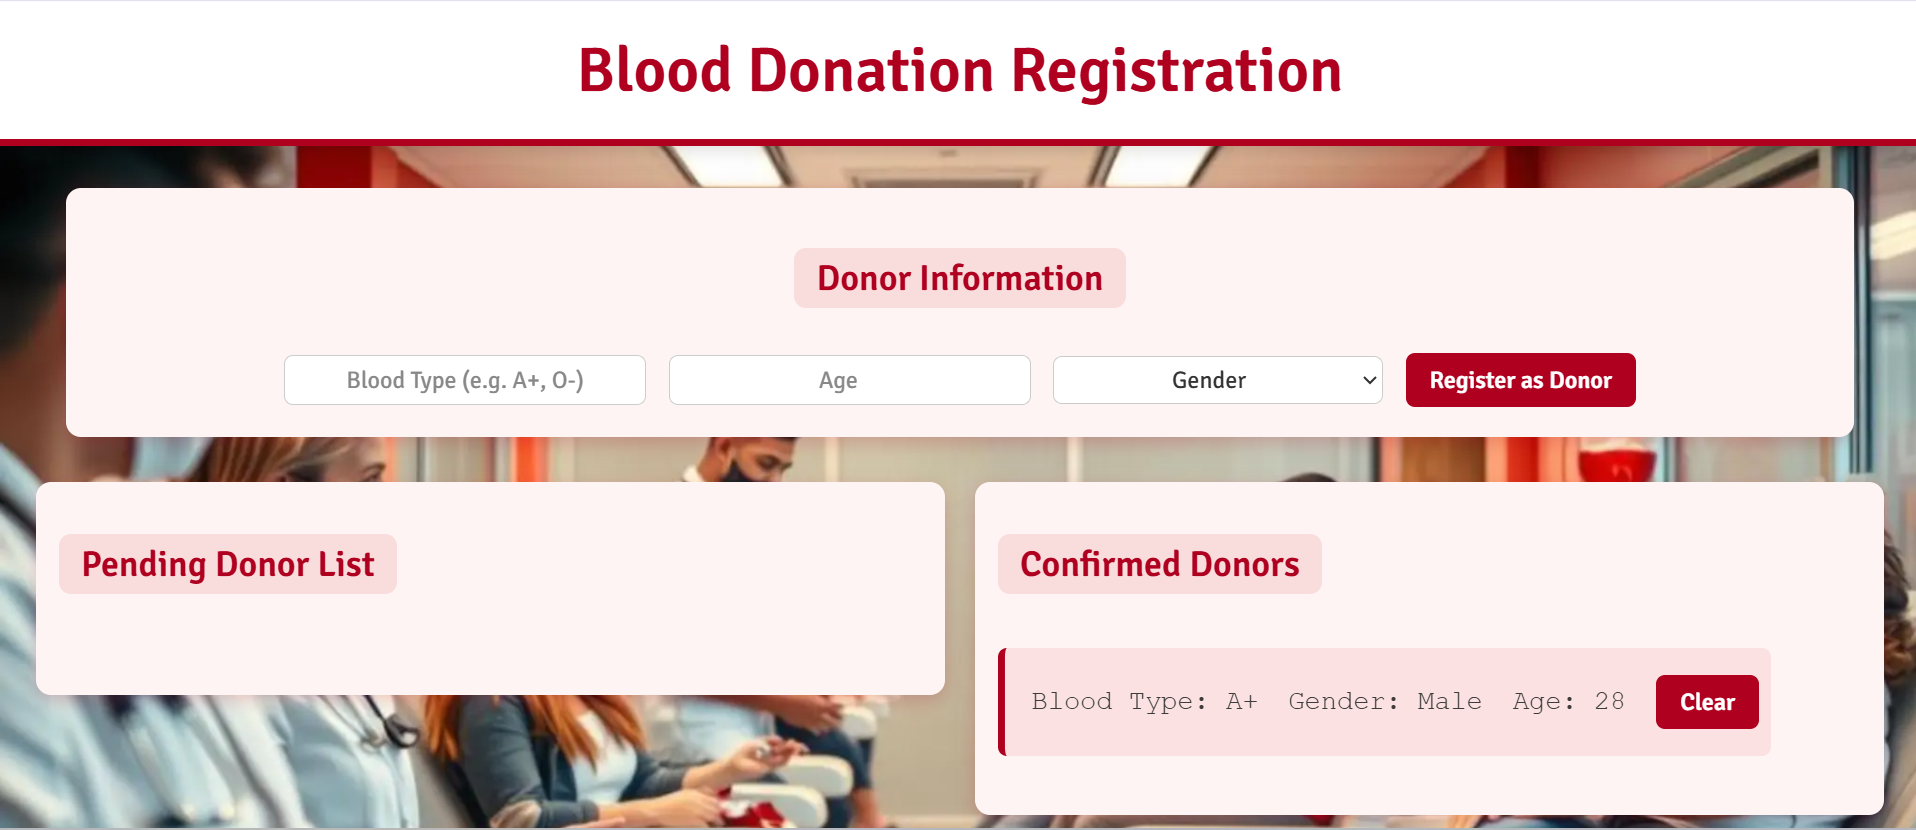 Blood Donation Registration
Donor Information
Blood Type (e.g. A+, O-)
Age
Gender
Register as Donor
Pending Donor List
Confirmed Donors
Blood Type: A+ Gender: Male Age: 28
Clear